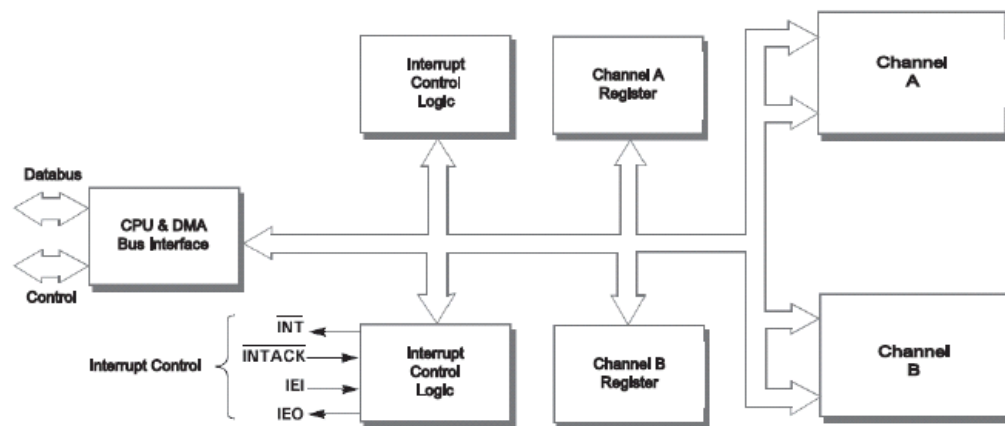 Interrupt
Control
Logic
Channel A
Register
Channel
A
Databus
CPU & DMA
Bus Interface
Control
Interrupt Control
INT
INTACK
IEI
IEO
Interrupt
Control
Logic
Channel B
Register
Channel
B